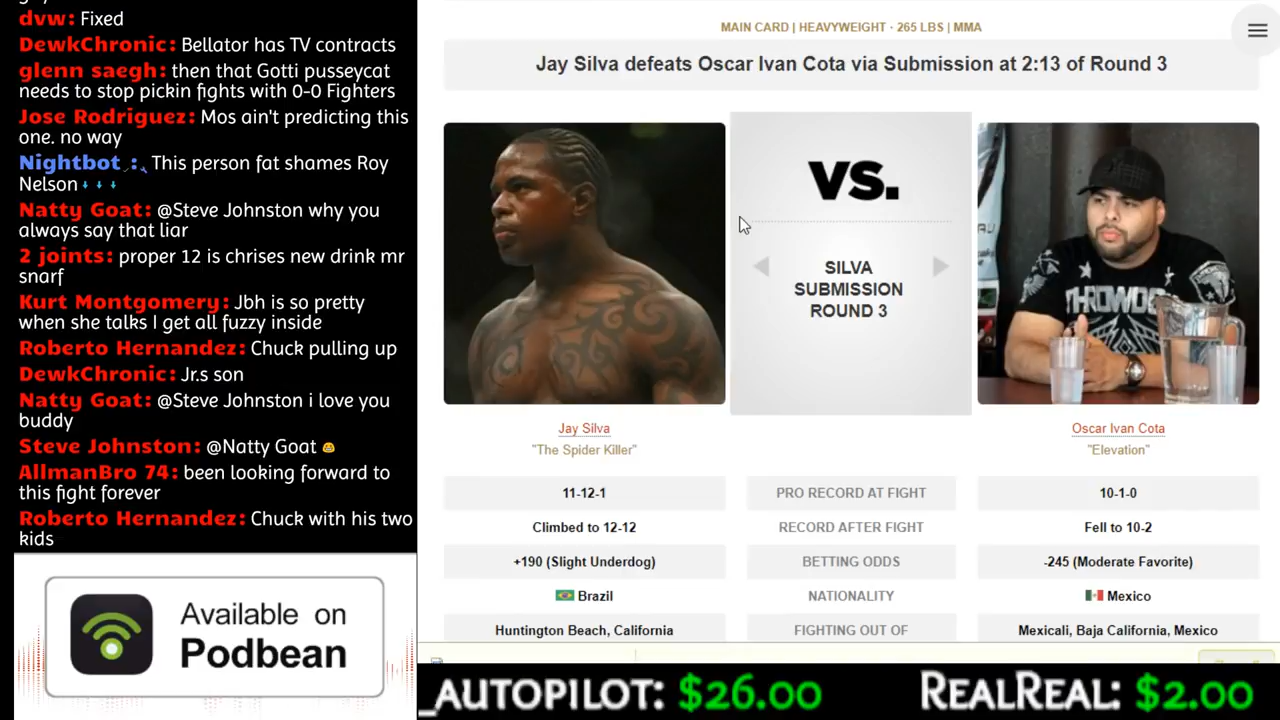 dvw: Fixed
DewkChronic: Bellator has TV contracts
glenn saegh: then that Gotti pusseycat
needs to stop pickin fights with 0-0 Fighters
Jose Rodriguez: Mos ain't predicting this
one. no way
Nightbot : This person fat shames Roy
Nelson
Natty Goat: @Steve Johnston why you
always say that liar
2 joints: proper 12 is chrises new drink mr
snarf
Kurt Montgomery: Jbh is so pretty
when she talks I get all fuzzy inside
Roberto Hernandez: Chuck pulling up
DewkChronic: Jr.s son
Natty Goat: @Steve Johnston i love you
buddy
Steve Johnston: @Natty Goat
AllmanBro 74: been looking forward to
this fight forever
Roberto Hernandez: Chuck with his two
kids
Available on
Podbean
MAIN CARD | HEAVYWEIGHT · 265 LBS | MMA
Jay Silva defeats Oscar Ivan Cota via Submission at 2:13 of Round 3
VS.
SILVA
SUBMISSION
ROUND 3
THROWDO
Jay Silva Oscar Ivan Cota
"The Spider Killer" "Elevation"
11-12-1 PRO RECORD AT FIGHT 10-1-0
Climbed to 12-12 RECORD AFTER FIGHT Fell to 10-2
+190 (Slight Underdog) BETTING ODDS -245 (Moderate Favorite)
Brazil NATIONALITY Mexico
Huntington Beach, California FIGHTING OUT OF Mexicali, Baja California, Mexico
_AUTOPILOT: $26.00 REALREAL: $2.00